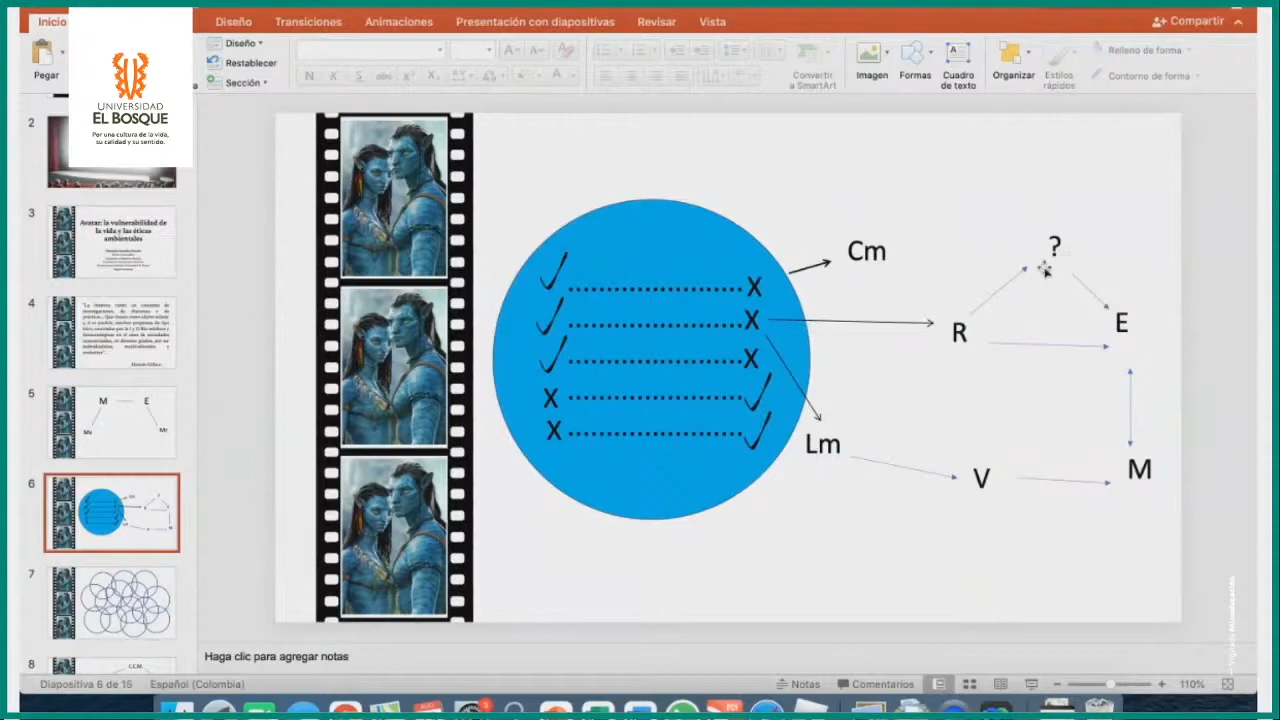 Inicio
Diseño
Transiciones
Animaciones
Presentación con diapositivas
Revisar
Vista
Compartir
Pegar
Diseño
Restablecer
Sección
N
K
S
abc
Convertir
a SmartArt
Imagen
Formas
Cuadro
de texto
Organizar
Estilos
rápidos
Relleno de forma
Contorno de forma
UNIVERSIDAD
EL BOSQUE
Por una cultura de la vida,
su calidad y su sentido.
2
3
Avatar: la vulnerabilidad de
la vida y las éticas
ambientales
4
5
M E
Ms Mc
6
7
8
C.C.M.
✓ .......................X
✓ .......................X
✓ .......................X
X .......................✓
X .......................✓
Cm
?
R
E
Lm
V
M
Haga clic para agregar notas
Diapositiva 6 de 15
Español (Colombia)
Notas
Comentarios
110%